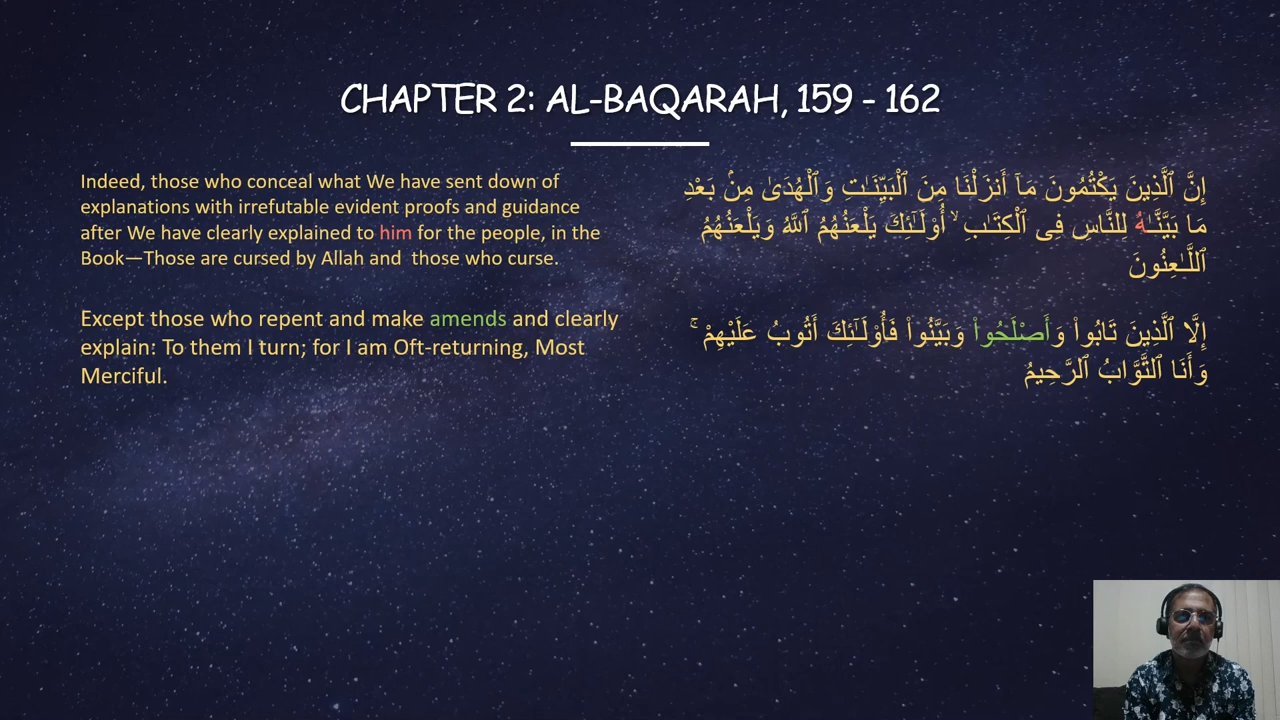 CHAPTER 2: AL-BAQARAH, 159 - 162
Indeed, those who conceal what We have sent down of
explanations with irrefutable evident proofs and guidance
after We have clearly explained to him for the people, in the
Book—Those are cursed by Allah and  those who curse.
Except those who repent and make amends and clearly
explain: To them I turn; for I am Oft-returning, Most
Merciful.
إِنَّ ٱلَّذِينَ يَكْتُمُونَ مَآ أَنزَلْنَا مِنَ ٱلْبَيِّنَـٰتِ وَٱلْهُدَىٰ مِنۢ بَعْدِ
مَا بَيَّنَّـٰهُ لِلنَّاسِ فِى ٱلْكِتَـٰبِ ۙ أُو۟لَـٰٓئِكَ يَلْعَنُهُمُ ٱللَّهُ وَيَلْعَنُهُمُ
ٱللَّـٰعِنُونَ
إِلَّا ٱلَّذِينَ تَابُوا۟ وَأَصْلَحُوا۟ وَبَيَّنُوا۟ فَأُو۟لَـٰٓئِكَ أَتُوبُ عَلَيْهِمْ ۚ
وَأَنَا ٱلتَّوَّابُ ٱلرَّحِيمُ